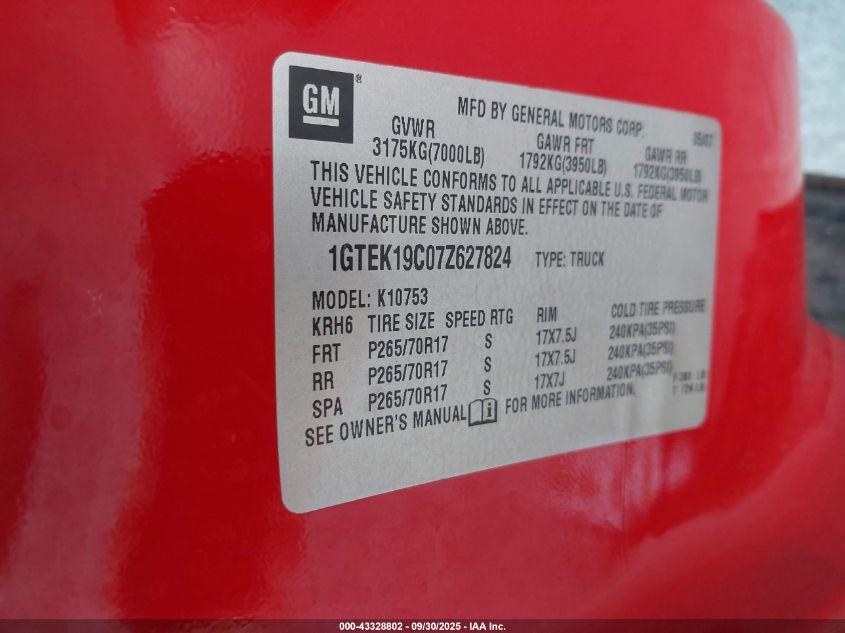 GM ®
MFD BY GENERAL MOTORS CORP. 05/07
GVWR GAWR FRT GAWR RR
3175KG(7000LB) 1792KG(3950LB) 1792KG(3950LB)
THIS VEHICLE CONFORMS TO ALL APPLICABLE U.S. FEDERAL MOTOR
VEHICLE SAFETY STANDARDS IN EFFECT ON THE DATE OF
MANUFACTURE SHOWN ABOVE.
1GTEK19C07Z627824 TYPE: TRUCK
MODEL: K10753
KRH6 TIRE SIZE SPEED RTG RIM COLD TIRE PRESSURE
FRT P265/70R17 S 17X7.5J 240KPA(35PSI)
RR P265/70R17 S 17X7.5J 240KPA(35PSI)
SPA P265/70R17 S 17X7J 240KPA(35PSI)
SEE OWNER'S MANUAL i FOR MORE INFORMATION.
000-43328802 - 09/30/2025 - IAA Inc.